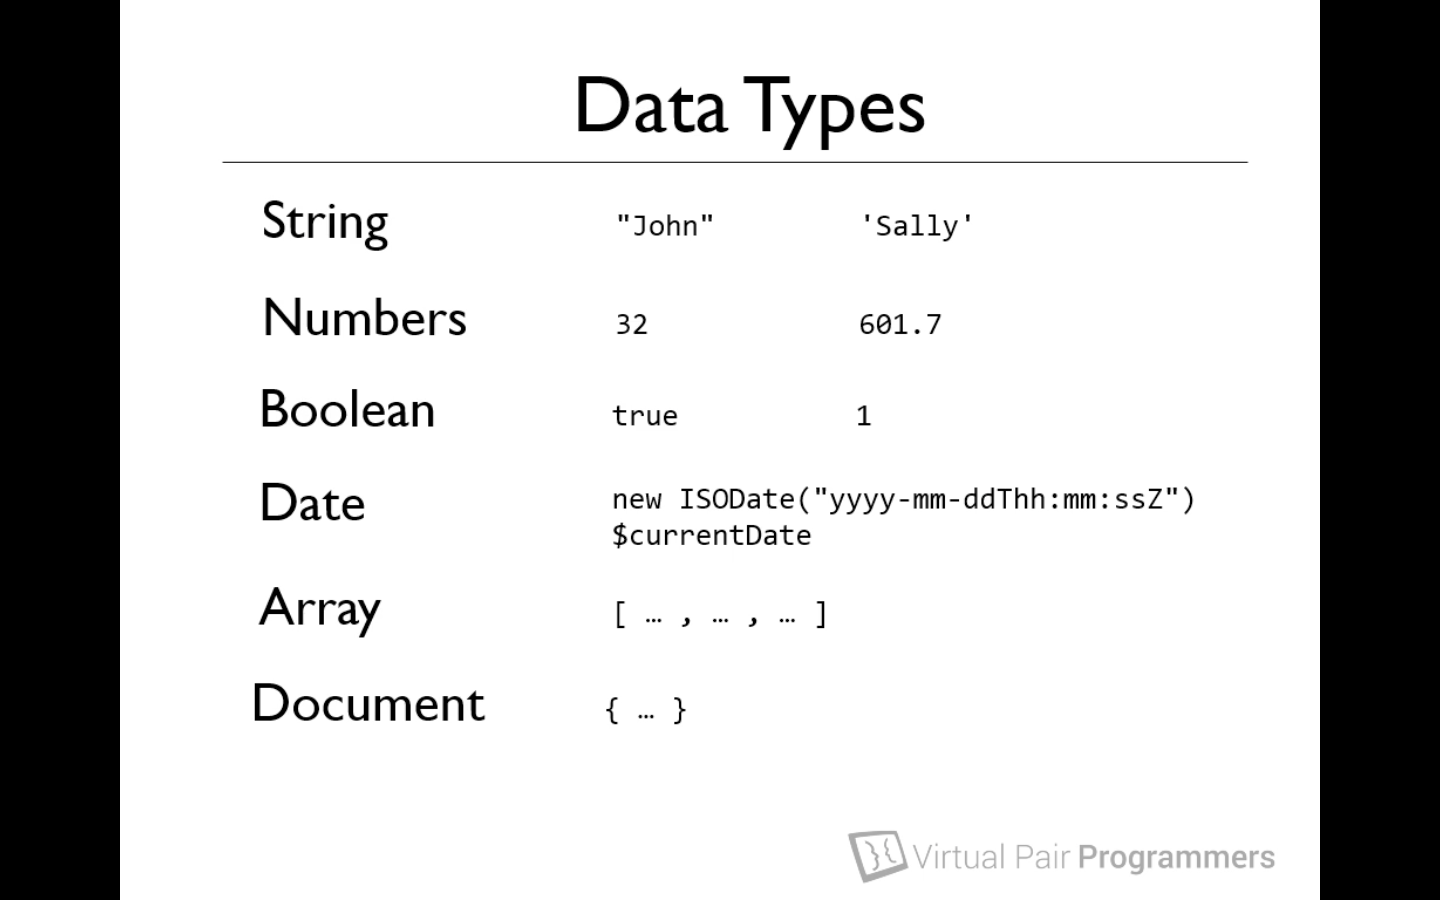 Data Types
String "John" 'Sally'
Numbers 32 601.7
Boolean true 1
Date new ISODate("yyyy-mm-ddThh:mm:ssZ")
$currentDate
Array [ … , … , … ]
Document { … }
Virtual Pair Programmers